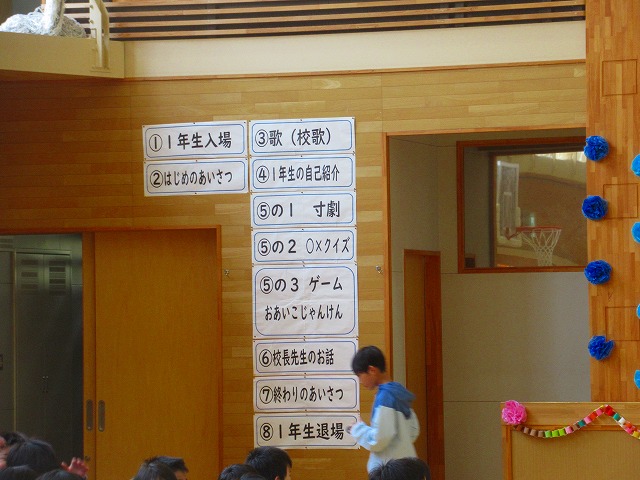 ①1年生入場
②はじめのあいさつ
③歌（校歌）
④1年生の自己紹介
⑤の1　寸劇
⑤の2　○×クイズ
⑤の3　ゲーム
おあいこじゃんけん
⑥校長先生のお話
⑦終わりのあいさつ
⑧1年生退場